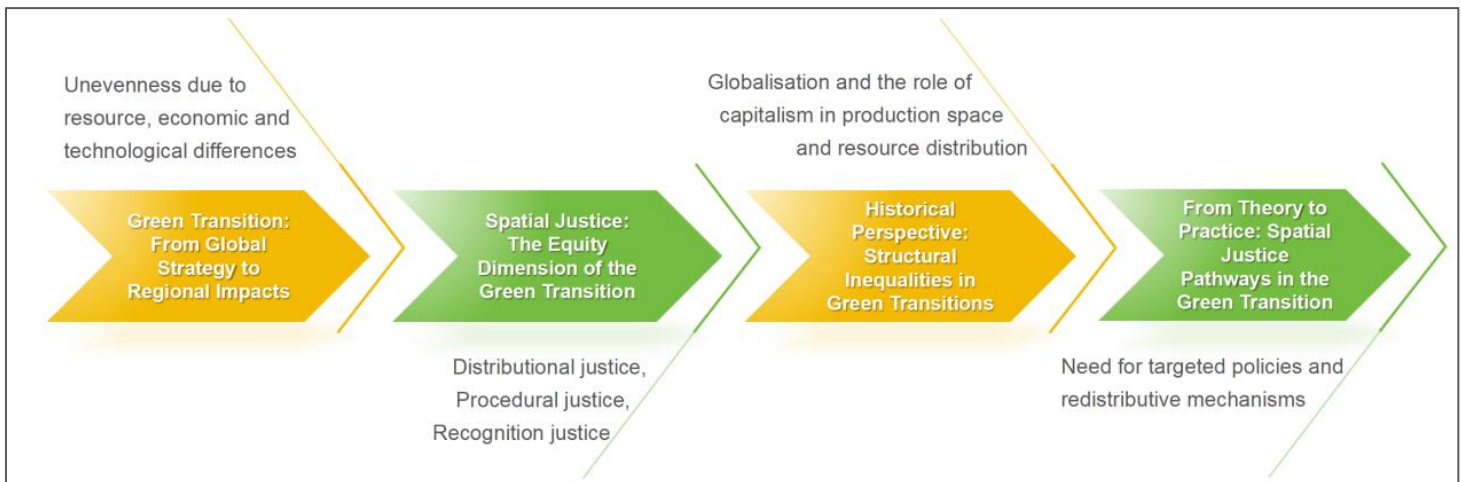 Unevenness due to
resource, economic and
technological differences
Green Transition:
From Global
Strategy to
Regional Impacts
Spatial Justice:
The Equity
Dimension of the
Green Transition
Distributional justice,
Procedural justice,
Recognition justice
Globalisation and the role of
capitalism in production space
and resource distribution
Historical
Perspective:
Structural
Inequalities in
Green Transitions
From Theory to
Practice: Spatial
Justice
Pathways in the
Green Transition
Need for targeted policies and
redistributive mechanisms